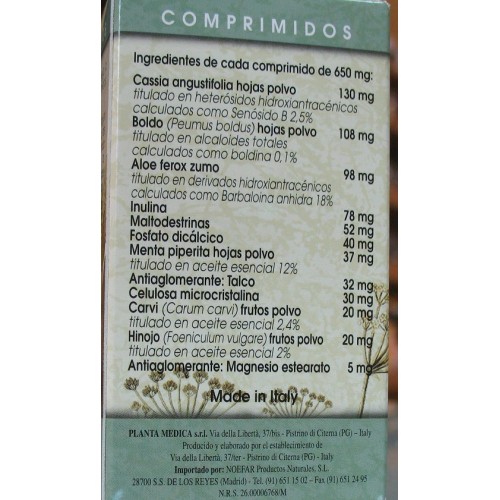 COMPRIMIDOS
Ingredientes de cada comprimido de 650 mg:
Cassia angustifolia hojas polvo 130 mg
titulado en heterósidos hidroxiantracénicos
calculados como Senósido B 2,5%
Boldo (Peumus boldus) hojas polvo 108 mg
titulado en alcaloides totales
calculados como boldina 0,1%
Aloe ferox zumo 98 mg
titulado en derivados hidroxiantracénicos
calculados como Barbaloina anhidra 18%
Inulina 78 mg
Maltodestrinas 52 mg
Fosfato dicálcico 40 mg
Menta piperita hojas polvo 37 mg
titulado en aceite esencial 12%
Antiaglomerante: Talco 32 mg
Celulosa microcristalina 30 mg
Carvi (Carum carvi) frutos polvo 20 mg
titulado en aceite esencial 2,4%
Hinojo (Foeniculum vulgare) frutos polvo 20 mg
titulado en aceite esencial 2%
Antiaglomerante: Magnesio estearato 5 mg
Made in Italy
PLANTA MEDICA s.r.l. Via della Libertà, 37/bis - Pistrino di Citerna (PG) – Italy
Producido y elaborado por el establecimiento de
Via della Libertà, 37/ter - Pistrino di Citerna (PG) – Italy
Importado por: NOEFAR Productos Naturales, S.L.
28700 S.S. DE LOS REYES (Madrid) - Tel. (91) 651 15 02 – Fax (91) 651 24 95
N.R.S. 26.00006768/M